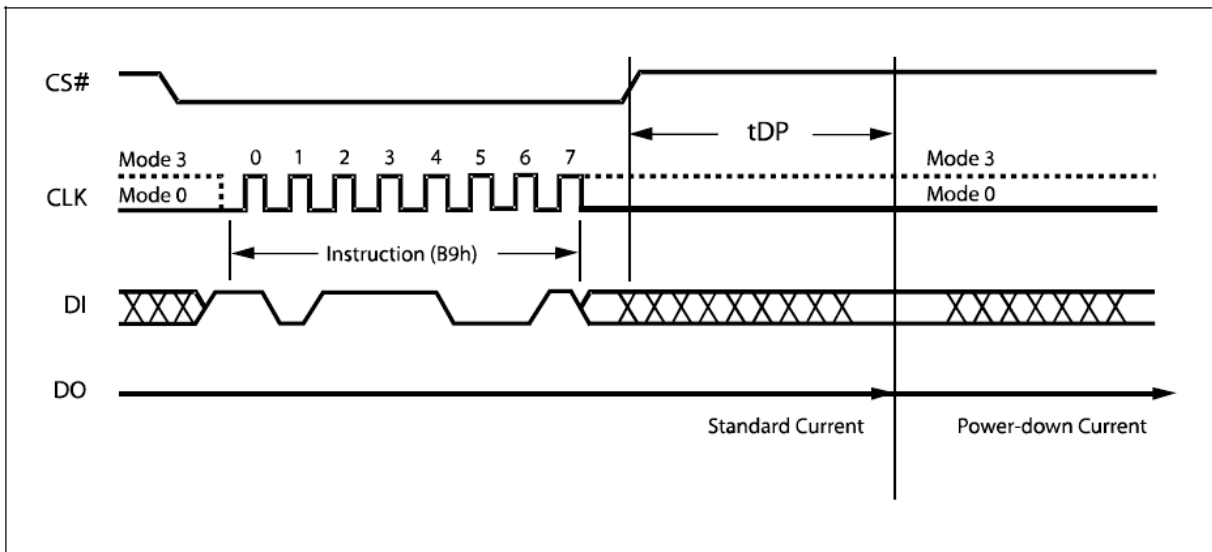 CS#
tDP
Mode 3
0 1 2 3 4 5 6 7
Mode 3
CLK
Mode 0
Mode 0
Instruction (B9h)
DI
DO
Standard Current
Power-down Current